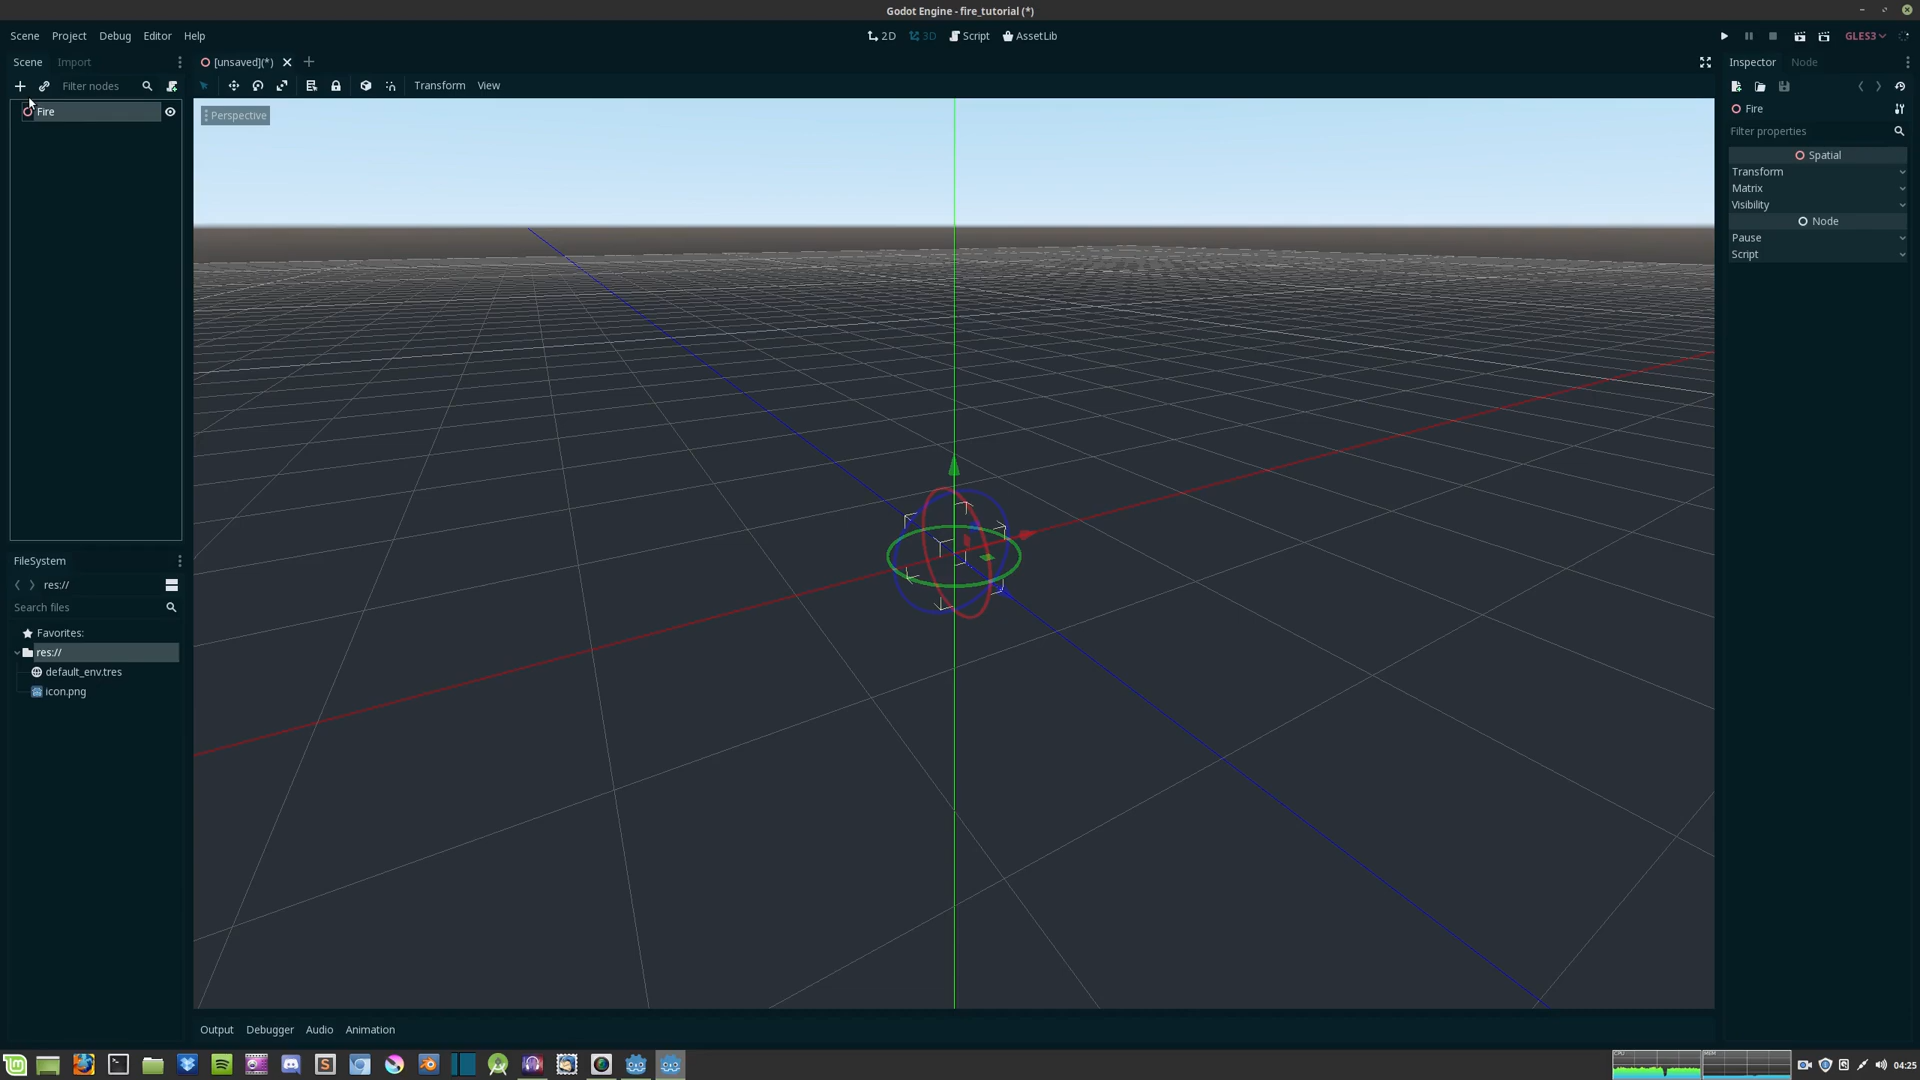 Godot Engine - fire_tutorial (*)
Scene Project Debug Editor Help
2D 3D Script AssetLib
GLES3
Scene Import
[unsaved](*)
Inspector Node
Filter nodes
Transform View
Fire
Perspective
Fire
Filter properties
Spatial
Transform
Matrix
Visibility
Node
Pause
Script
FileSystem
res://
Search files
Favorites:
res://
default_env.tres
icon.png
Output Debugger Audio Animation
CPU
MEM
04:25